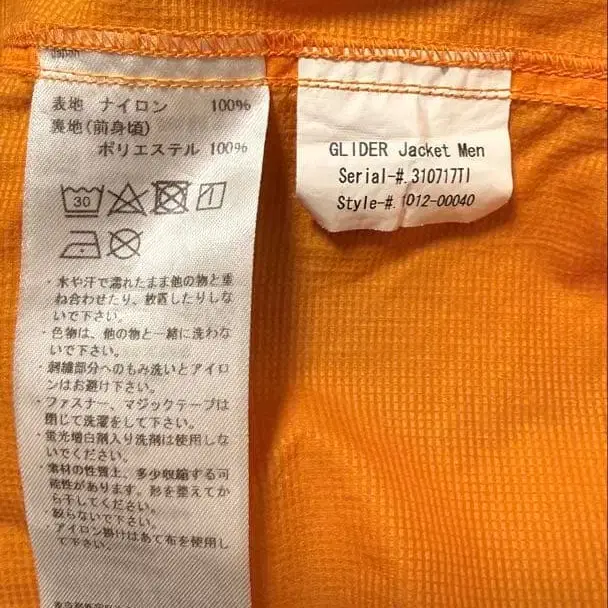 Japan
表地 ナイロン 100%
裏地(前身頃)
ポリエステル 100%
30
・水や汗で濡れたまま他の物と重
ね合わせたり、放置したりしな
いで下さい。
・色物は、他の物と一緒に洗わな
いで下さい。
・刺繍部分へのもみ洗いとアイロ
ンはお避け下さい。
・ファスナー、マジックテープは
閉じて洗濯をして下さい。
・蛍光増白剤入り洗剤は使用しな
いでください。
・素材の性質上、多少収縮する可
能性があります。形を整えてか
ら干してください。
・絞らないで下さい。
・アイロン掛けはあて布を使用し
て下さい。
GLIDER Jacket Men
Serial-#. 310717TI
Style-#. 1012-00040